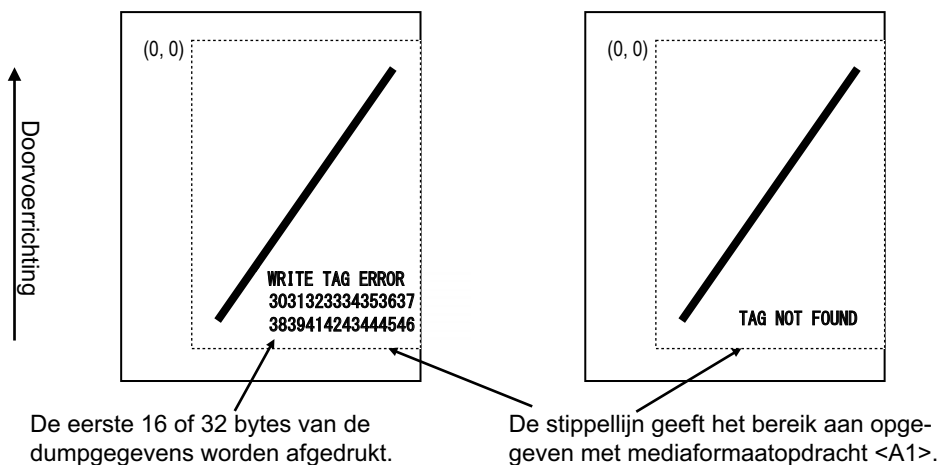 (0, 0)
(0, 0)
Doorvoerrichting
WRITE TAG ERROR
3031323334353637
3839414243444546
TAG NOT FOUND
De eerste 16 of 32 bytes van de
dumpgegevens worden afgedrukt.
De stippellijn geeft het bereik aan opge-
geven met mediaformaatopdracht <A1>.